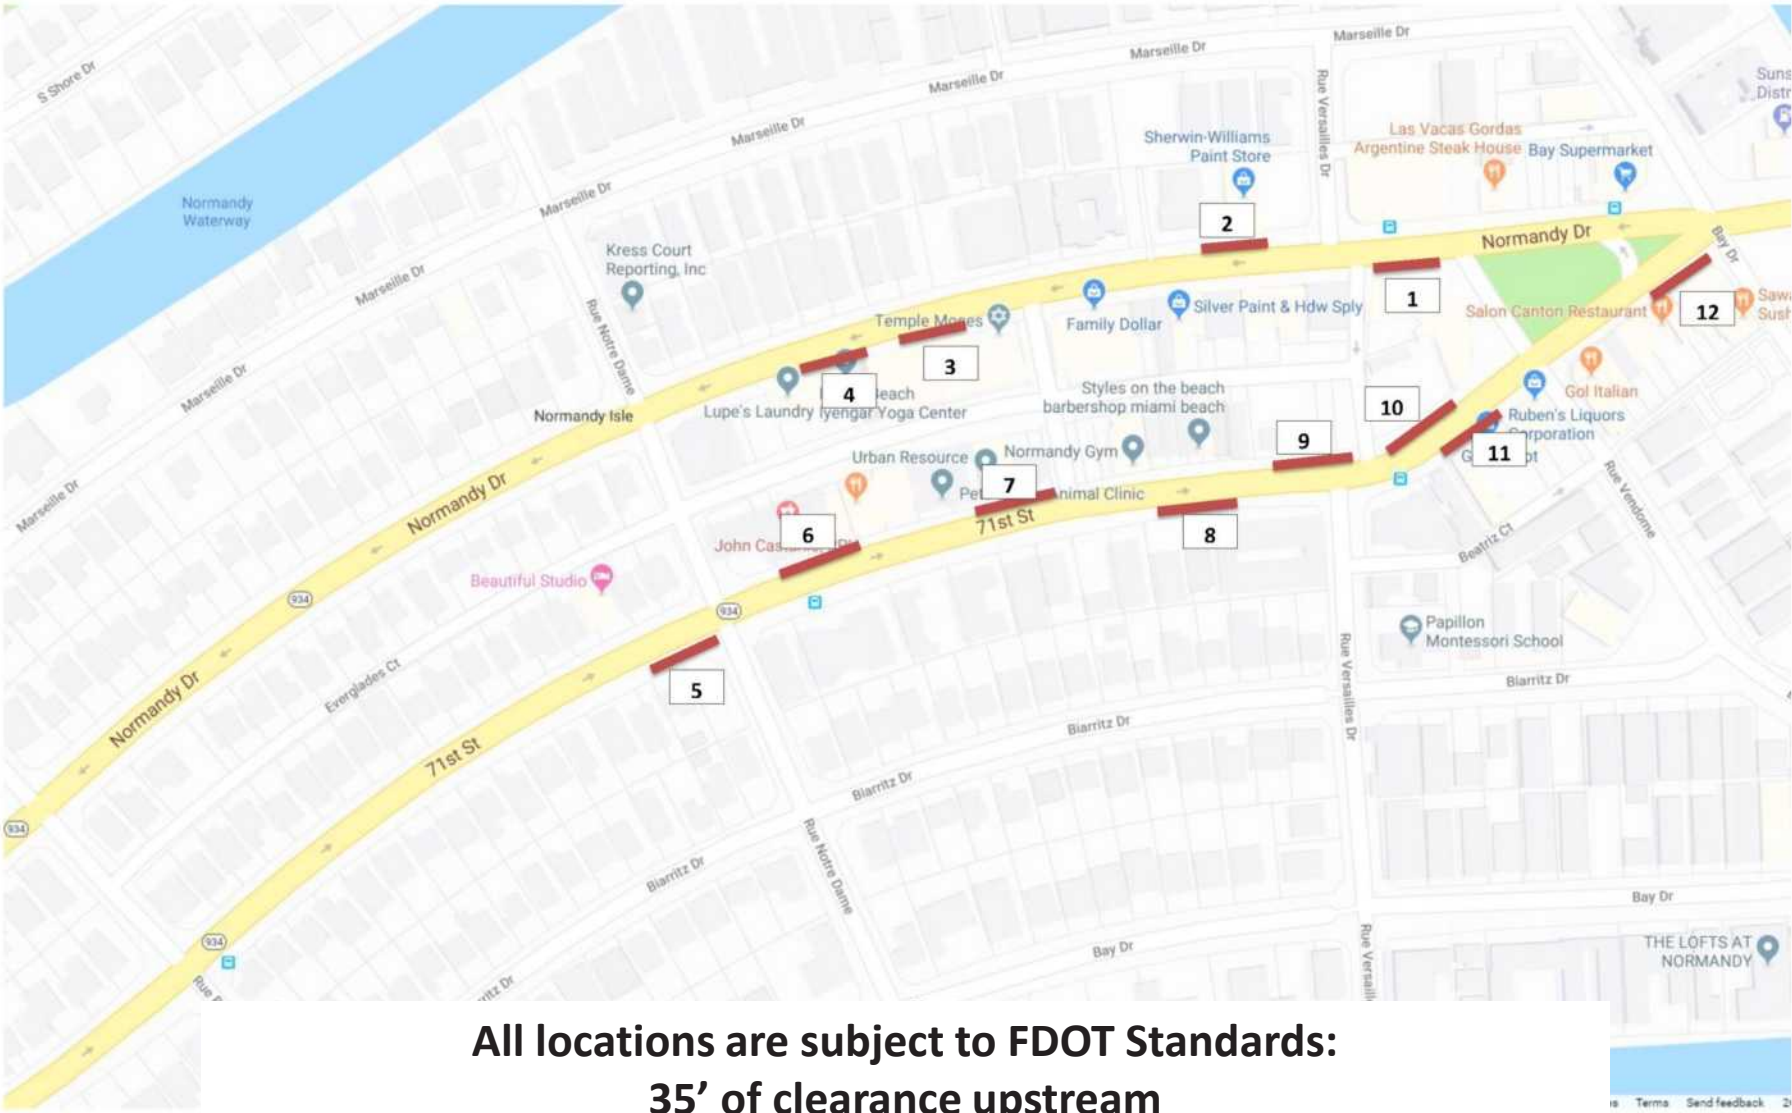 Marseille Dr
Marseille Dr
S Shore Dr
Marseille Dr
Suns
Distr
Rue Versailles Dr
Marseille Dr
Las Vacas Gordas
Argentine Steak House
Bay Supermarket
Sherwin-Williams
Paint Store
Marseille Dr
Normandy
Waterway
2
Normandy Dr
Bay Dr
Kress Court
Reporting, Inc
Marseille Dr
1
Silver Paint & Hdw Sply
Salon Canton Restaurant
12
Sush
Temple Moses
Family Dollar
Rue Notre Dame
3
Marseille Dr
4
each
Lupe's Laundry
Iyengar Yoga Center
Styles on the beach
barbershop miami beach
Gol Italian
10
Normandy Isle
Ruben's Liquors
Corporation
9
11
Urban Resource
Normandy Gym
7
Animal Clinic
Rue Vendome
Marseille Dr
Normandy Dr
71st St
6
8
Beatriz Ct
Beautiful Studio
934
934
Papillon
Montessori School
5
Rue Versailles Dr
Everglades Ct
Normandy Dr
Biarritz Dr
Biarritz Dr
71st St
Biarritz Dr
934
Rue Notre Dame
Biarritz Dr
Bay Dr
934
Bay Dr
THE LOFTS AT
NORMANDY
All locations are subject to FDOT Standards:
35’ of clearance upstream
Terms
Send feedback